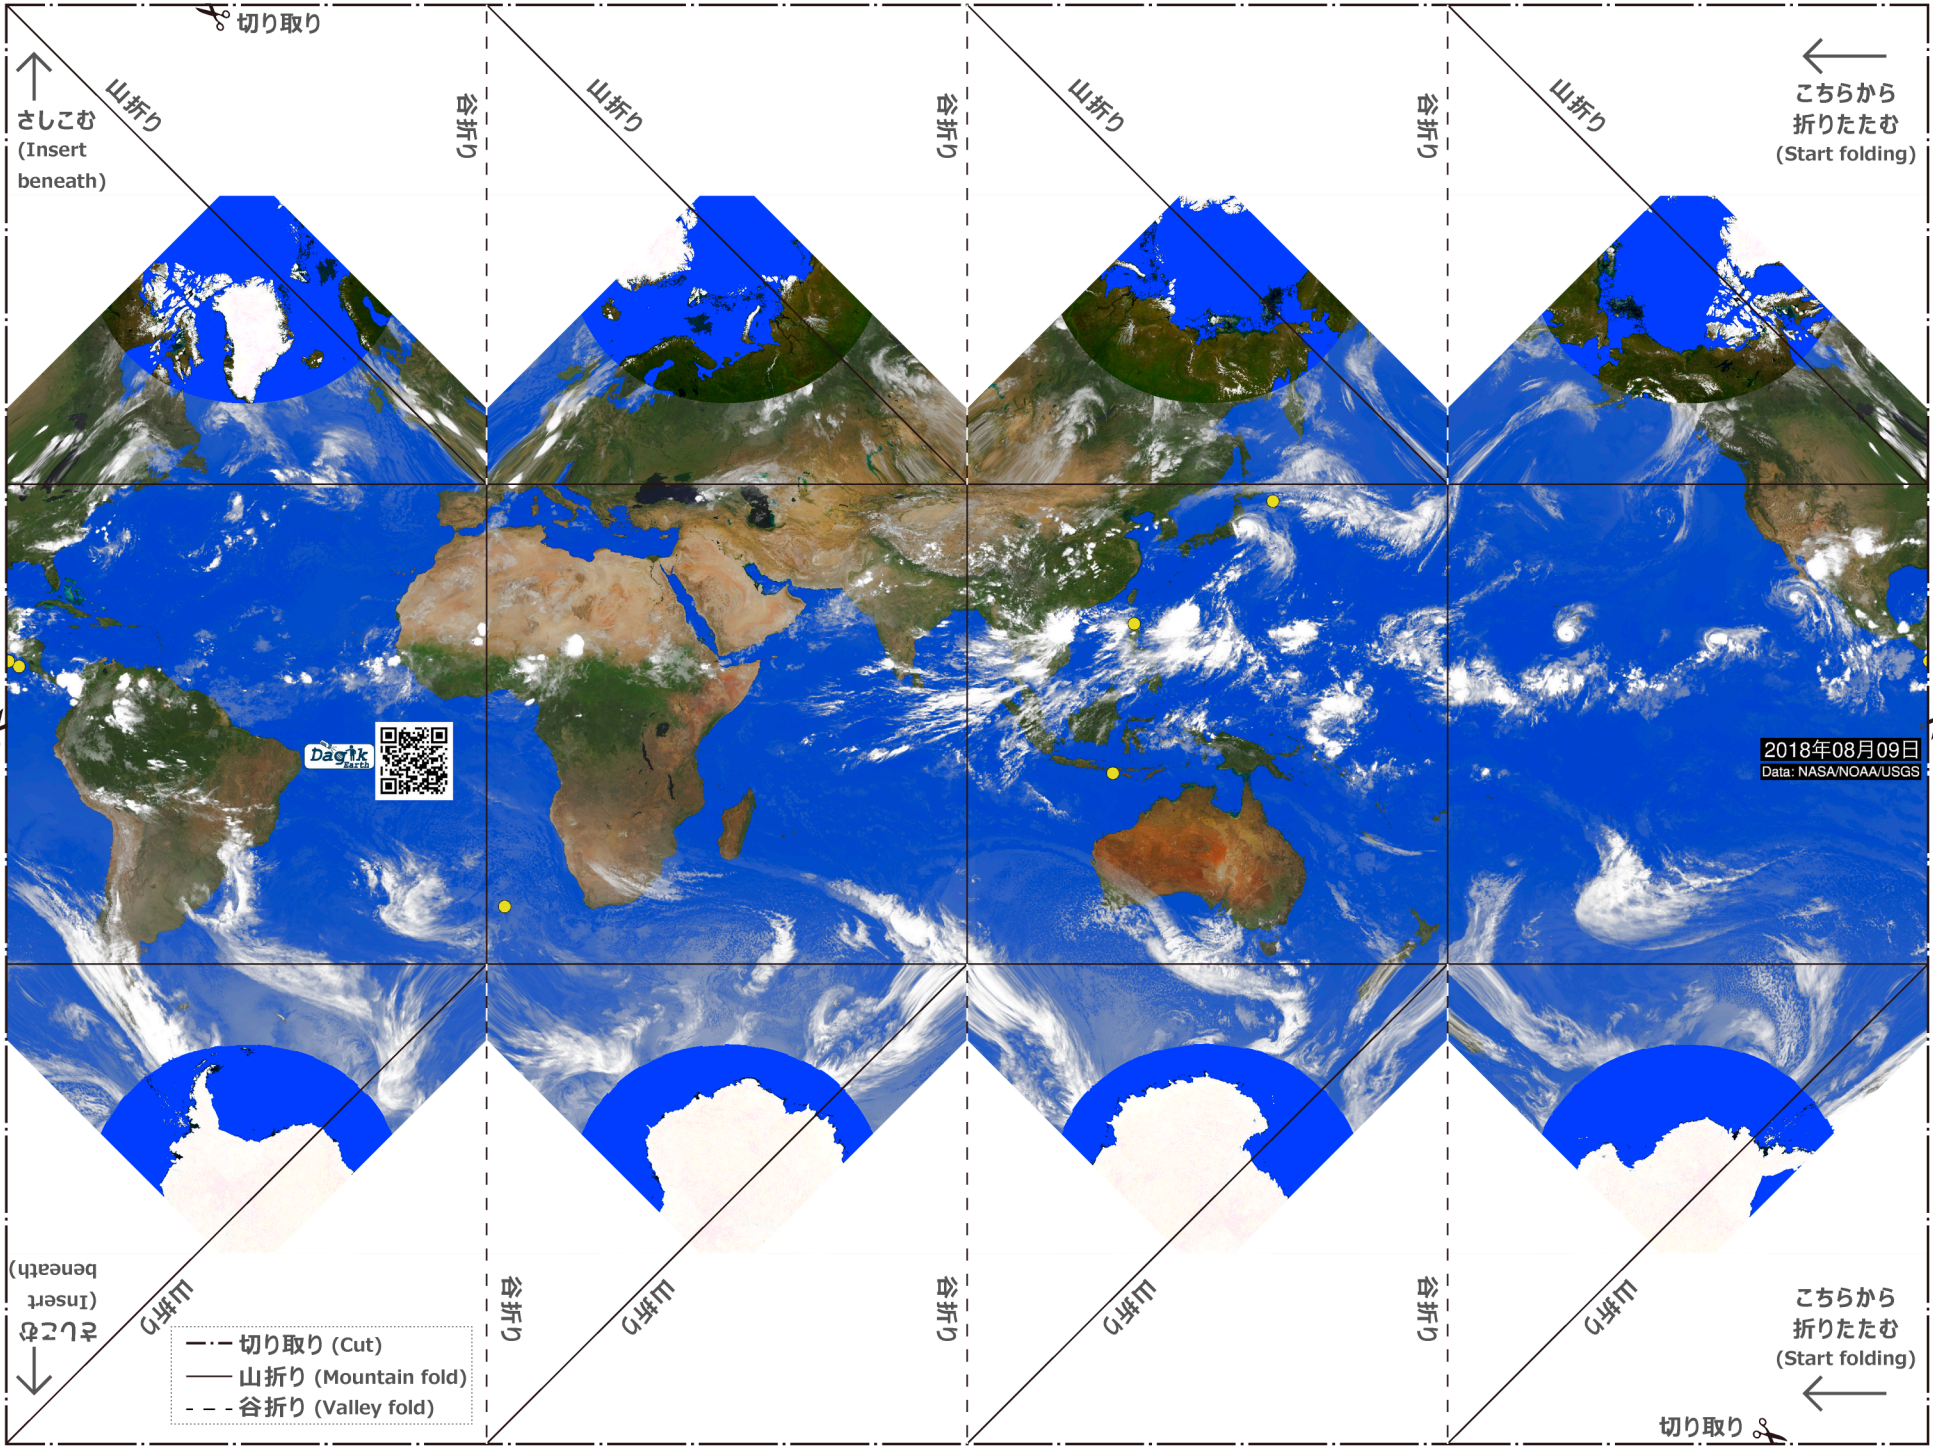 切り取り
山折り
谷折り
山折り
谷折り
山折り
谷折り
山折り
さしこむ
(Insert
beneath)
こちらから
折りたたむ
(Start folding)
Dagik
Earth
2018年08月09日
Data: NASA/NOAA/USGS
さしこむ
(Insert
beneath)
山折り
谷折り
山折り
谷折り
山折り
谷折り
山折り
切り取り (Cut)
山折り (Mountain fold)
谷折り (Valley fold)
こちらから
折りたたむ
(Start folding)
切り取り